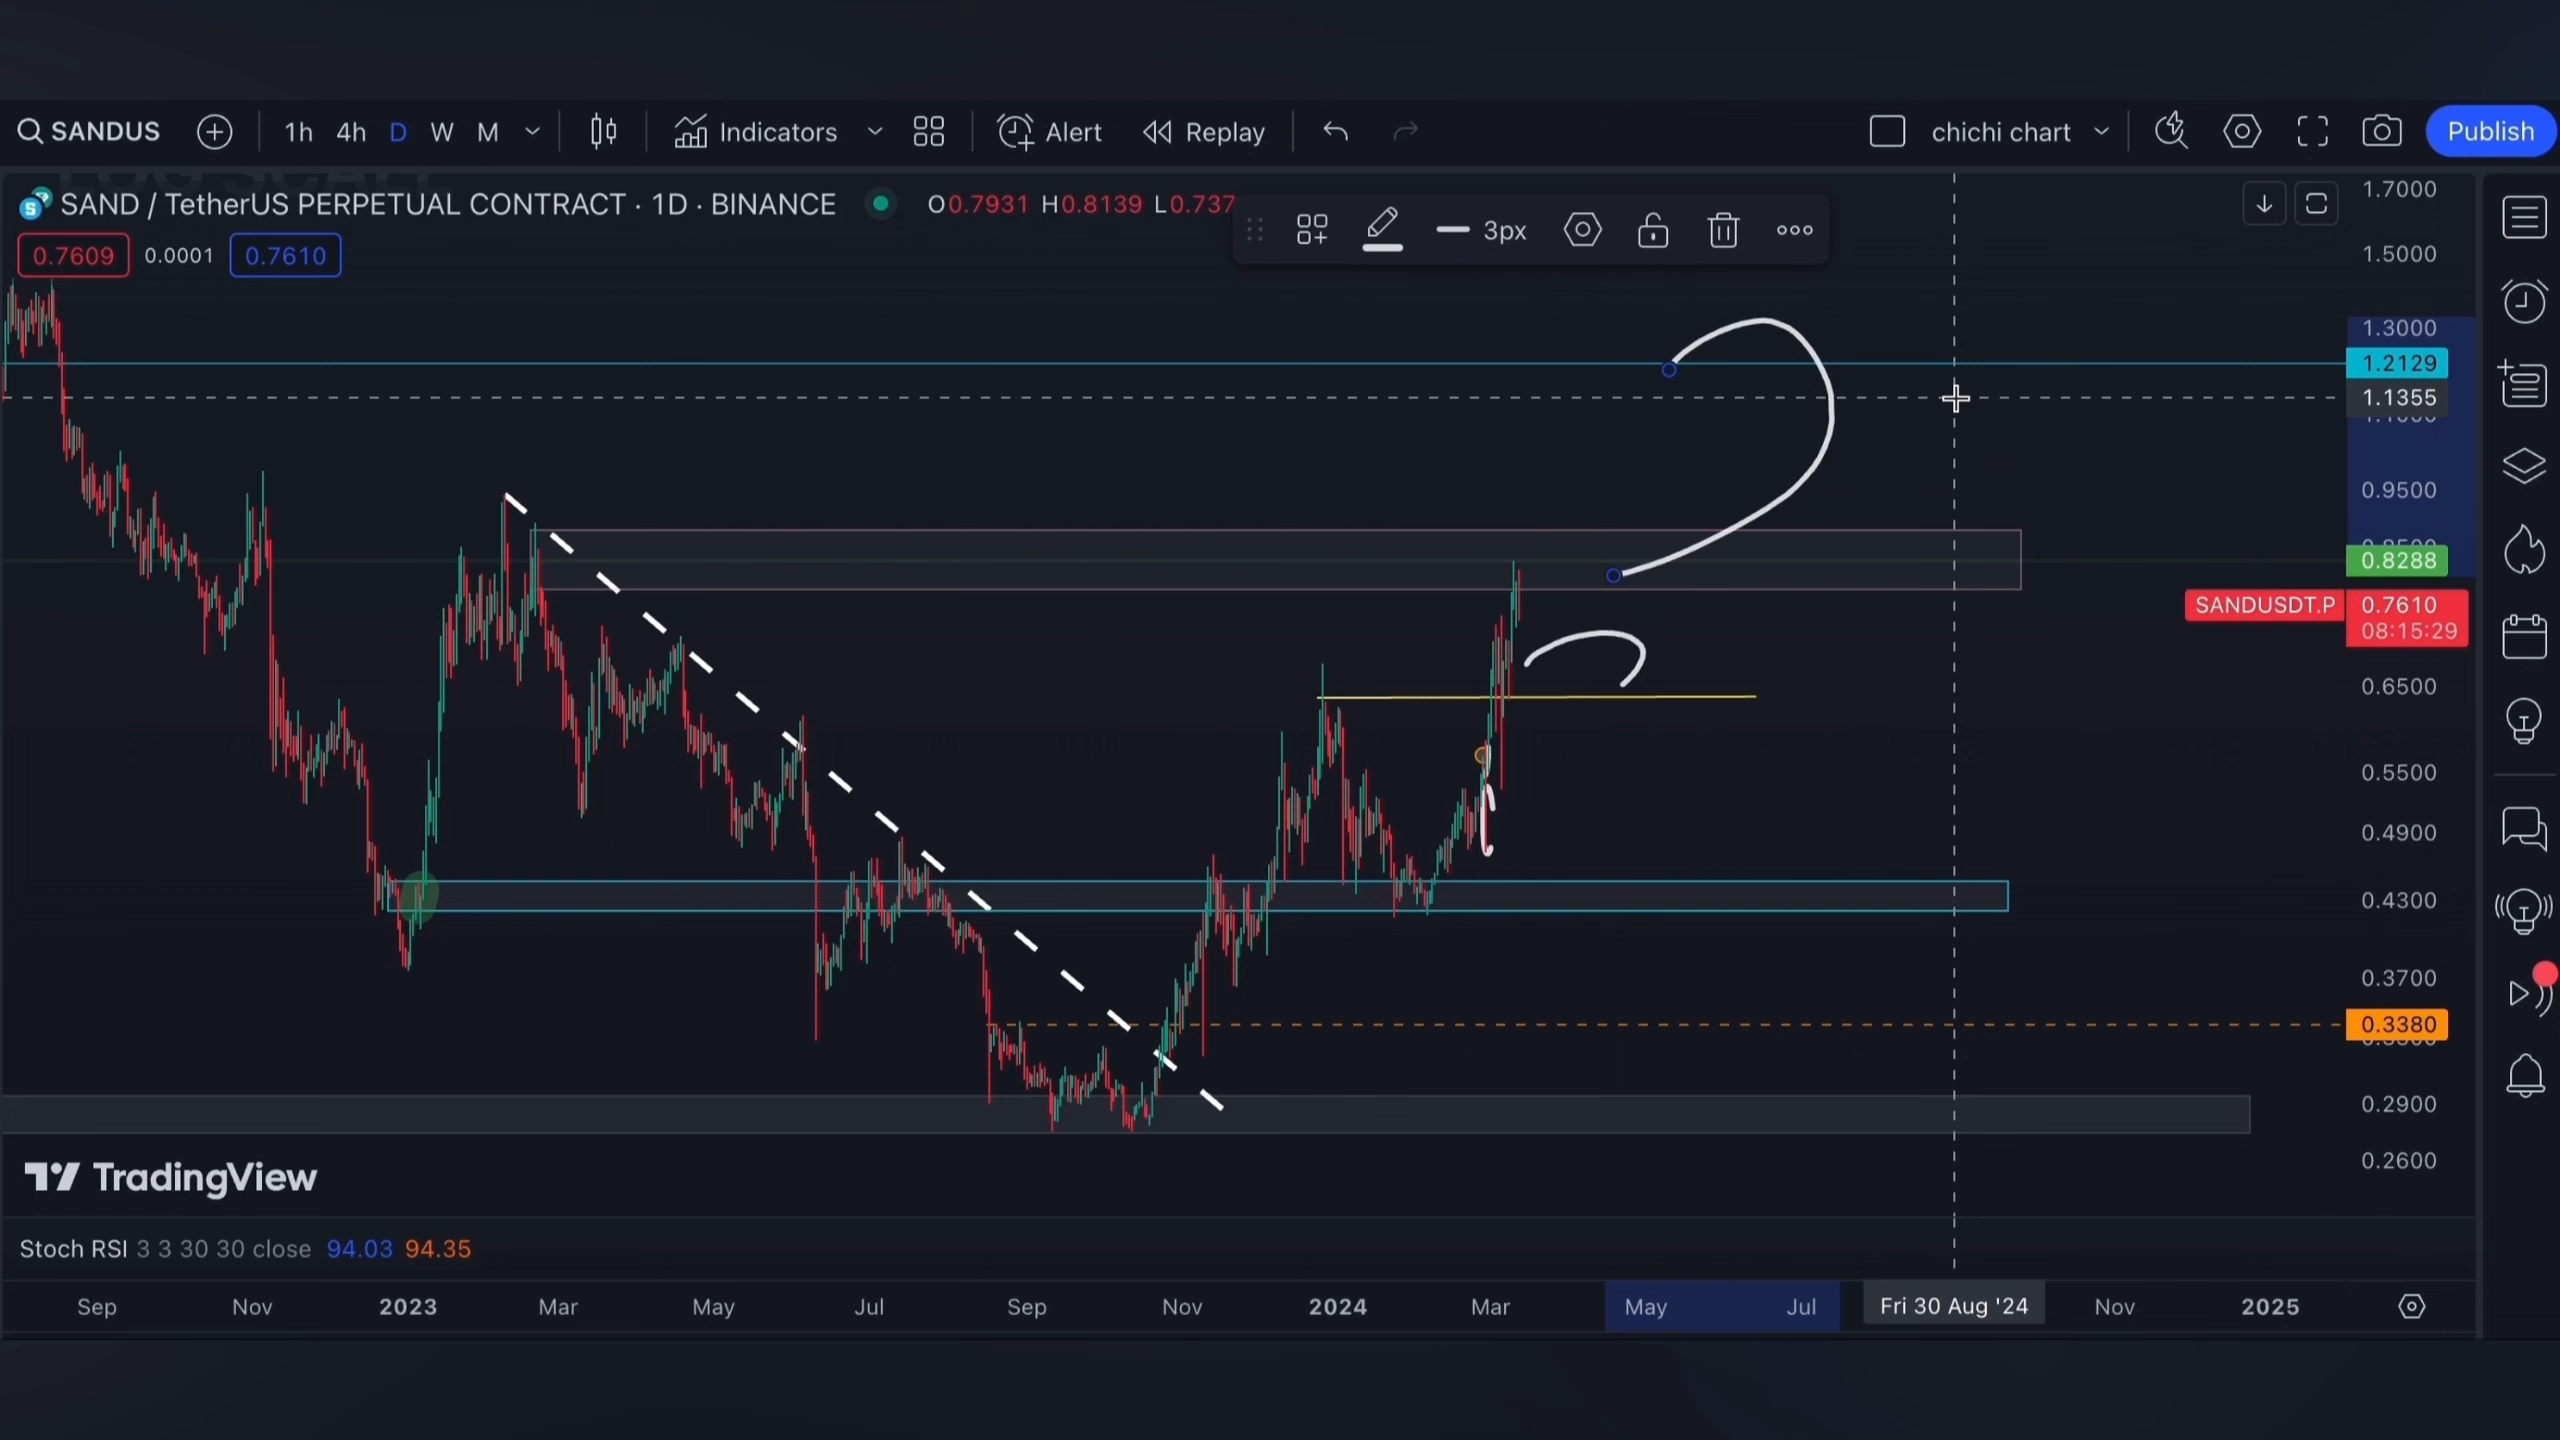 SANDUS
1h 4h D W M Indicators Alert Replay chichi chart Publish
SAND / TetherUS PERPETUAL CONTRACT · 1D · BINANCE O0.7931 H0.8139 L0.737
0.7609 0.0001 0.7610
3px
1.7000
1.5000
1.3000
1.2129
1.1355
0.9500
0.8288
SANDUSDT.P 0.7610
08:15:29
0.6500
0.5500
0.4900
0.4300
0.3700
0.3380
0.2900
0.2600
TradingView
Stoch RSI 3 3 30 30 close 94.03 94.35
Sep Nov 2023 Mar May Jul Sep Nov 2024 Mar May Jul Fri 30 Aug '24 Nov 2025